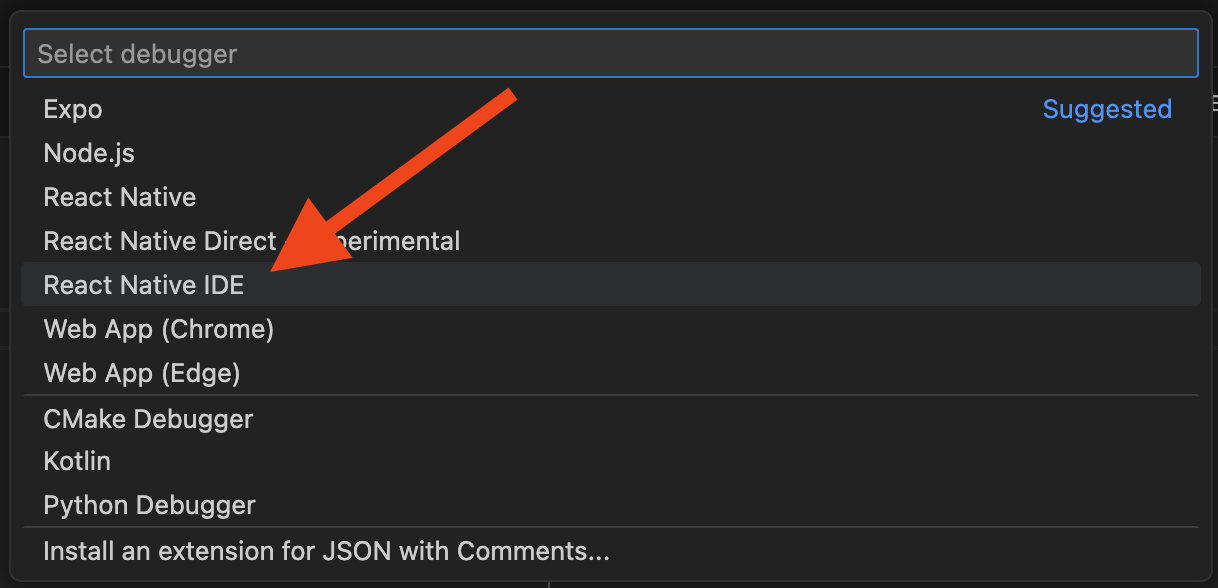 Select debugger
Expo Suggested
Node.js
React Native
React Native Direct perimental
React Native IDE
Web App (Chrome)
Web App (Edge)
CMake Debugger
Kotlin
Python Debugger
Install an extension for JSON with Comments...